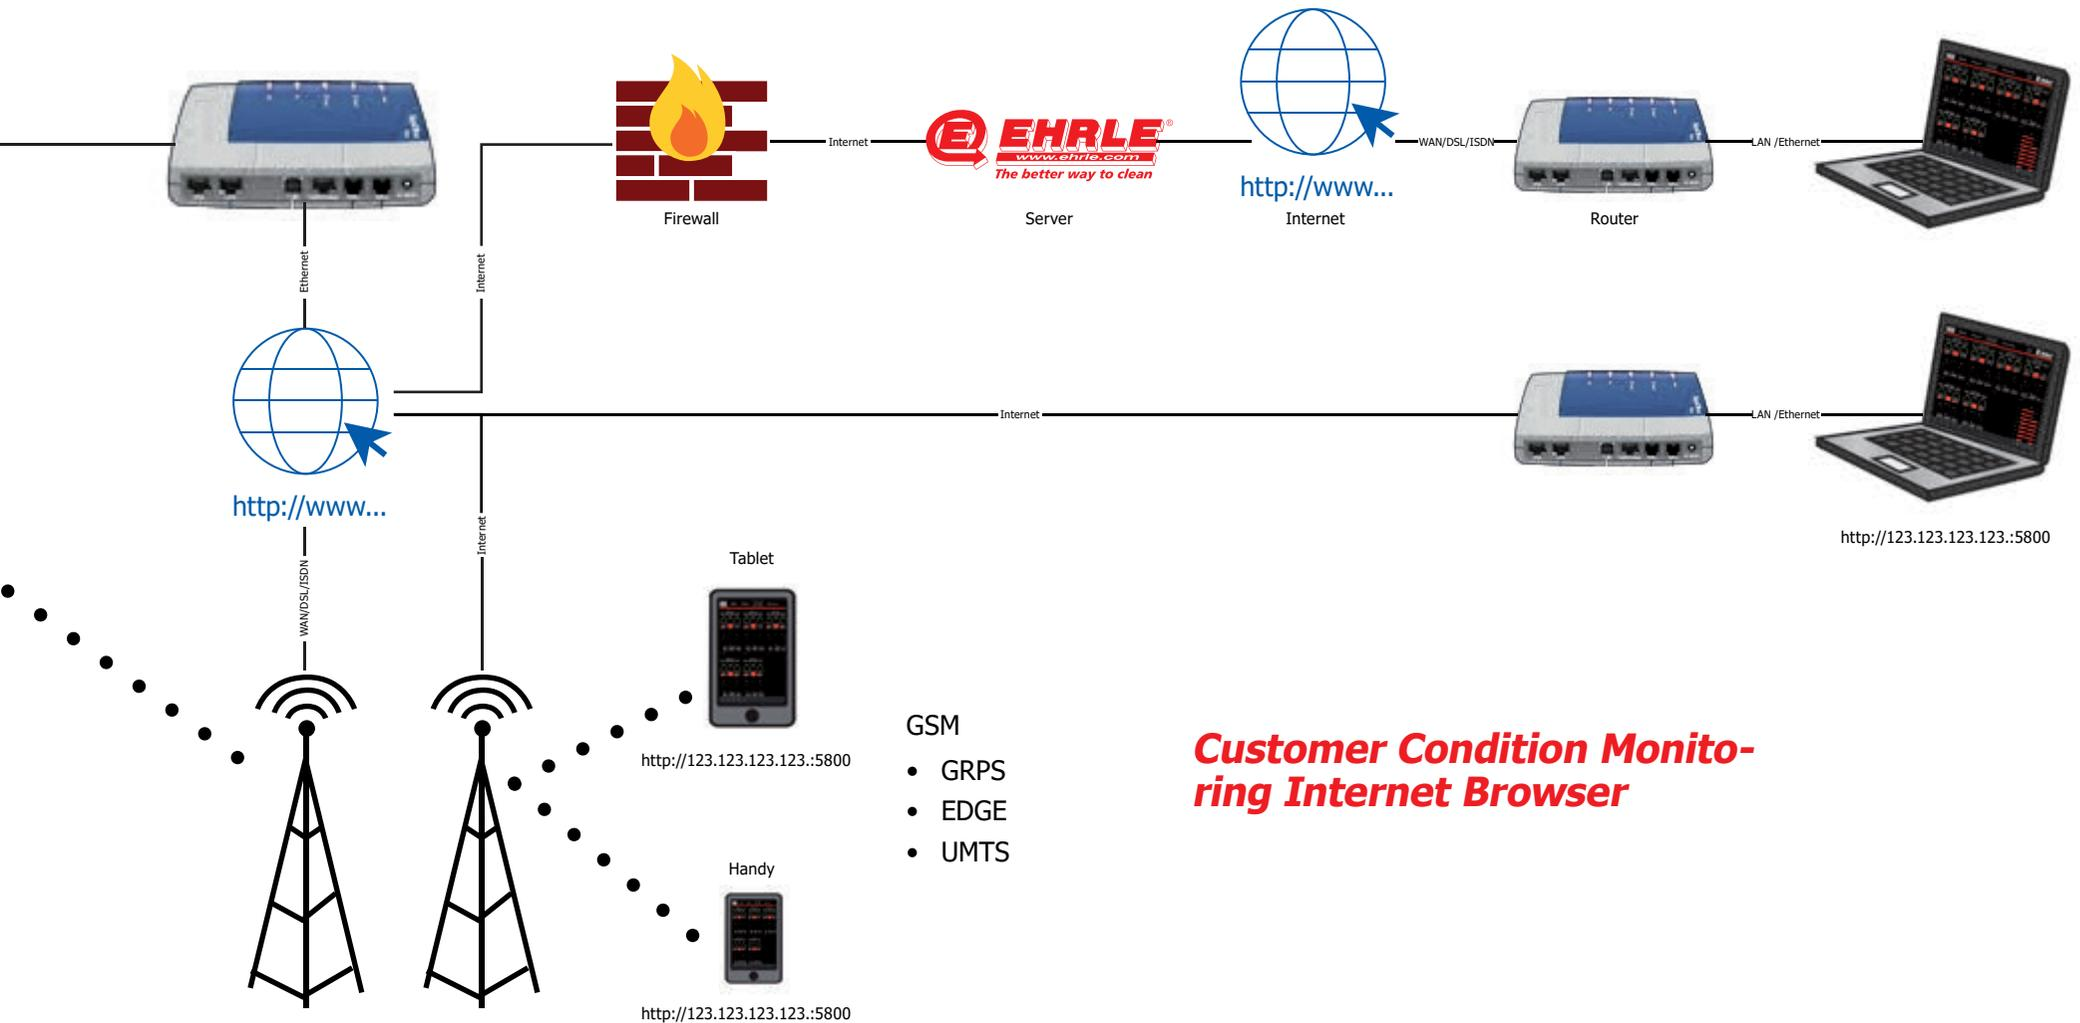 Internet
EHRLE®
www.ehrle.com
The better way to clean
WAN/DSL/ISDN
LAN /Ethernet
http://www...
Firewall
Server
Internet
Router
Ethernet
Internet
Internet
LAN /Ethernet
http://www...
Internet
WAN/DSL/ISDN
http://123.123.123.123.:5800
Tablet
http://123.123.123.123.:5800
GSM
• GRPS
• EDGE
• UMTS
Customer Condition Monito-
ring Internet Browser
Handy
http://123.123.123.123.:5800